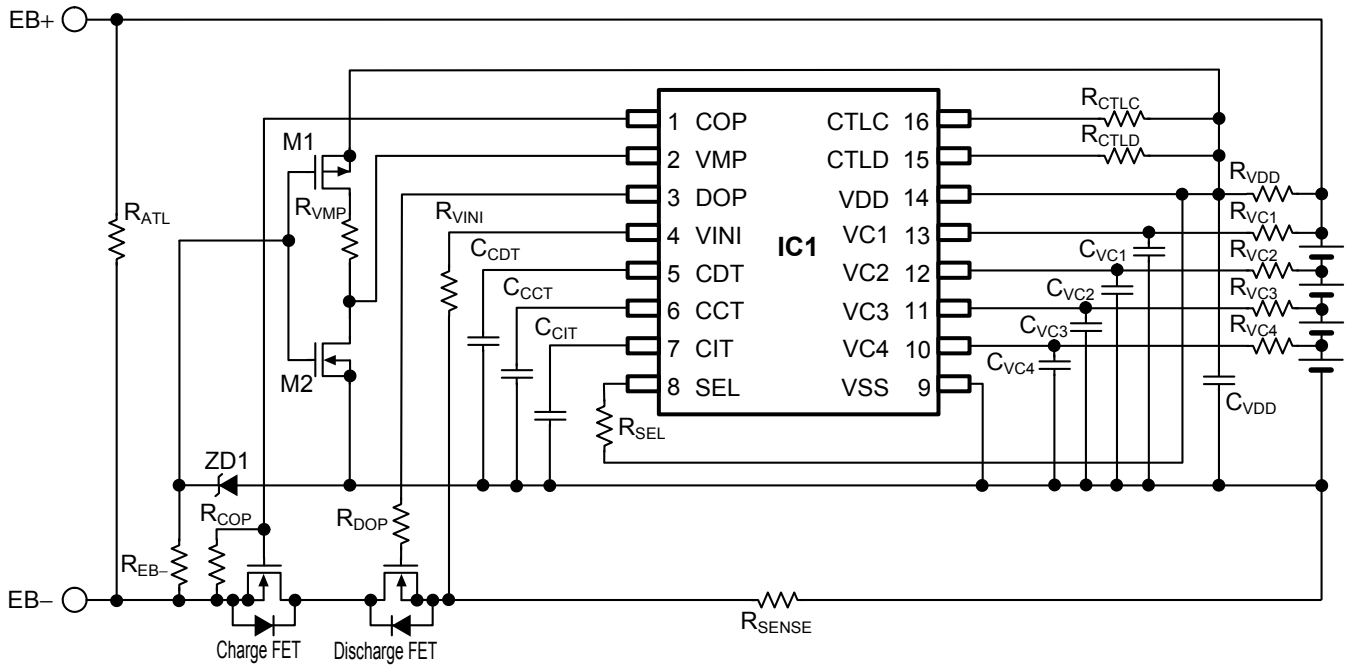 EB+
R_CTLC
1 COP
CTLC 16
M1
R_CTLD
2 VMP
CTLD 15
R_VDD
3 DOP
VDD 14
R_ATL
R_VMP
R_VINI
R_VC1
4 VINI
IC1
VC1 13
C_CDT
C_VC1
R_VC2
5 CDT
VC2 12
C_CCT
C_VC2
R_VC3
6 CCT
VC3 11
C_CIT
C_VC3
R_VC4
7 CIT
VC4 10
M2
C_VC4
8 SEL
VSS 9
C_VDD
R_SEL
ZD1
R_COP
R_DOP
R_EB−
EB−
R_SENSE
Charge FET
Discharge FET